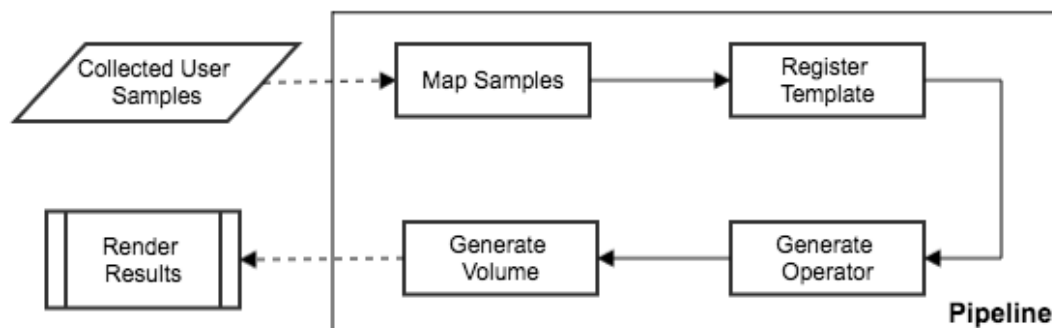 Collected User
Samples
Map Samples
Register
Template
Render
Results
Generate
Volume
Generate
Operator
Pipeline